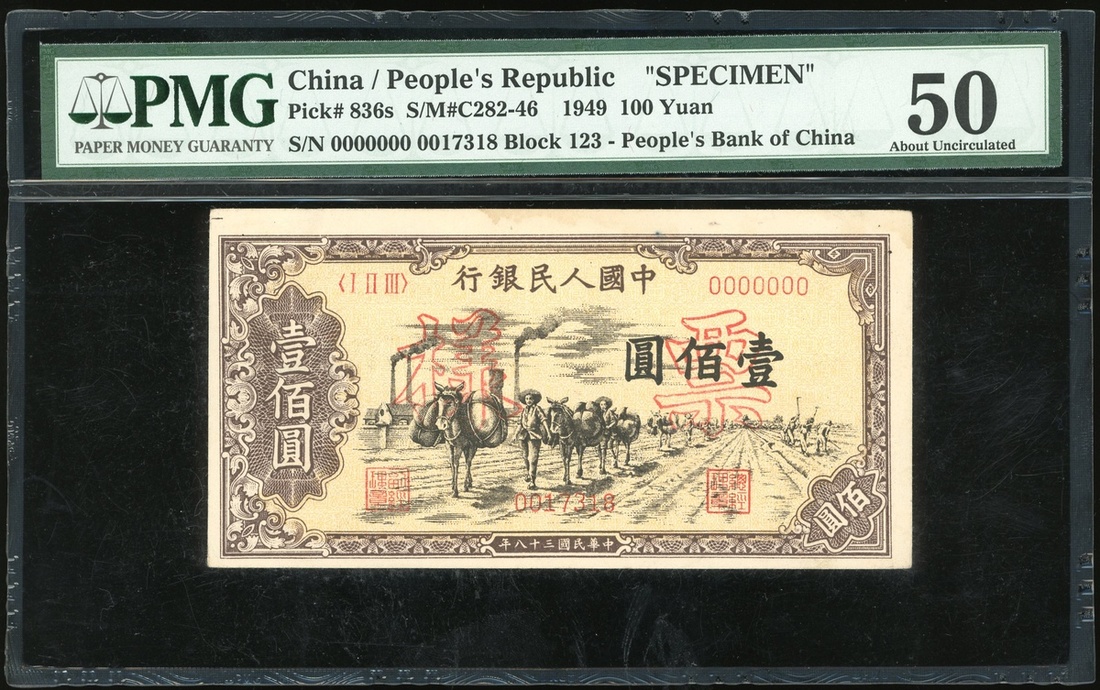 PMG
PAPER MONEY GUARANTY
China / People's Republic "SPECIMEN"
Pick# 836s S/M#C282-46 1949 100 Yuan
S/N 0000000 0017318 Block 123 - People's Bank of China
50
About Uncirculated
行銀民人國中
〈I II III〉
0000000
樣票
圓佰壹
壹佰圓
0017318
佰圓
年八十三國民華中